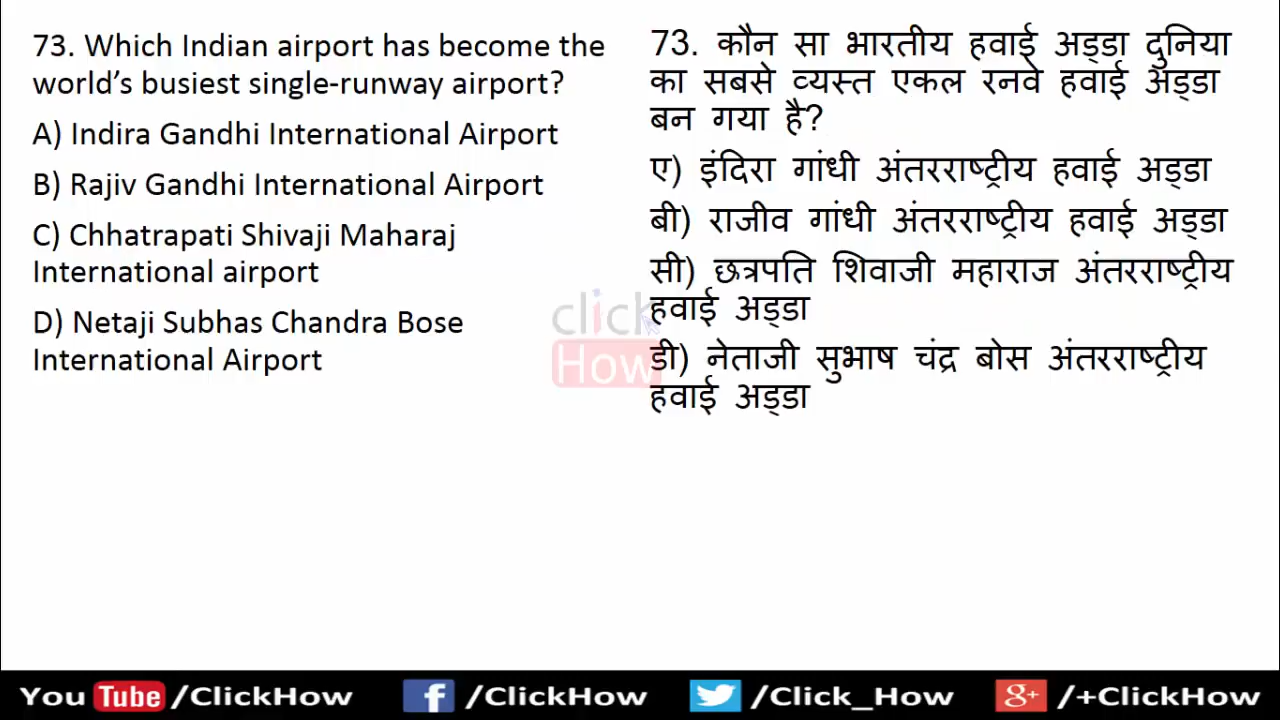 73. Which Indian airport has become the
world’s busiest single-runway airport?
A) Indira Gandhi International Airport
B) Rajiv Gandhi International Airport
C) Chhatrapati Shivaji Maharaj
International airport
D) Netaji Subhas Chandra Bose
International Airport
73. कौन सा भारतीय हवाई अड्डा दुनिया
का सबसे व्यस्त एकल रनवे हवाई अड्डा
बन गया है?
ए) इंदिरा गांधी अंतरराष्ट्रीय हवाई अड्डा
बी) राजीव गांधी अंतरराष्ट्रीय हवाई अड्डा
सी) छत्रपति शिवाजी महाराज अंतरराष्ट्रीय
हवाई अड्डा
डी) नेताजी सुभाष चंद्र बोस अंतरराष्ट्रीय
हवाई अड्डा
click
How
You Tube /ClickHow f /ClickHow /Click_How g+ /+ClickHow